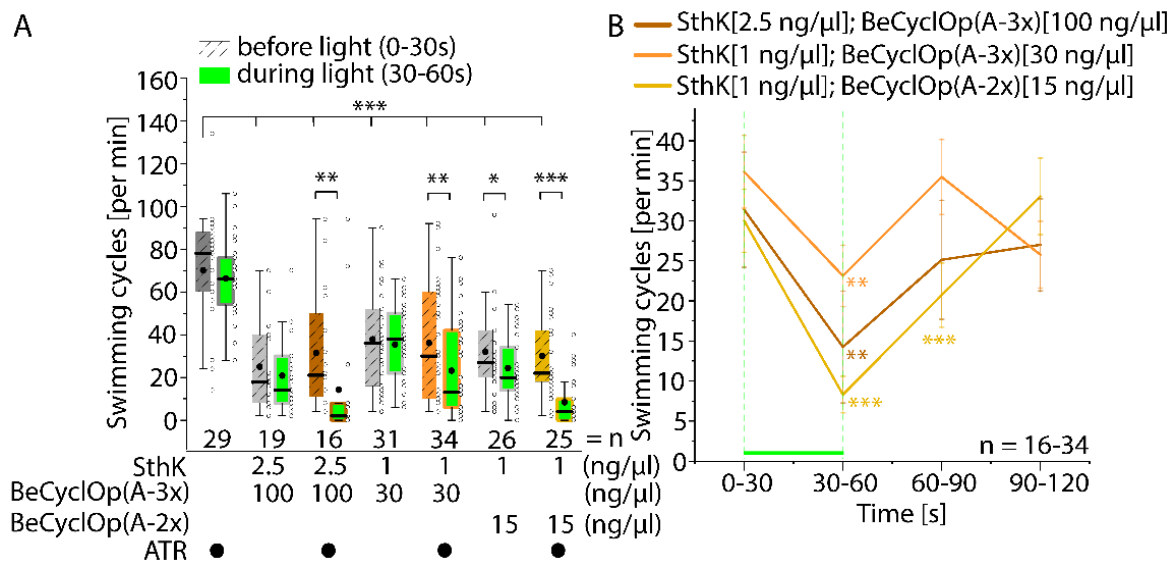 A
before light (0-30s)
during light (30-60s)
Swimming cycles [per min]
160
140
120
100
80
60
40
20
0
***
**
**
*
***
29 19 16 31 34 26 25 = n
SthK 2.5 2.5 1 1 1 1 (ng/µl)
BeCyclOp(A-3x) 100 100 30 30 (ng/µl)
BeCyclOp(A-2x) 15 15 (ng/µl)
ATR
B
SthK[2.5 ng/µl]; BeCyclOp(A-3x)[100 ng/µl]
SthK[1 ng/µl]; BeCyclOp(A-3x)[30 ng/µl]
SthK[1 ng/µl]; BeCyclOp(A-2x)[15 ng/µl]
Swimming cycles [per min]
40
35
30
25
20
15
10
5
0
**
**
***
***
n = 16-34
0-30 30-60 60-90 90-120
Time [s]